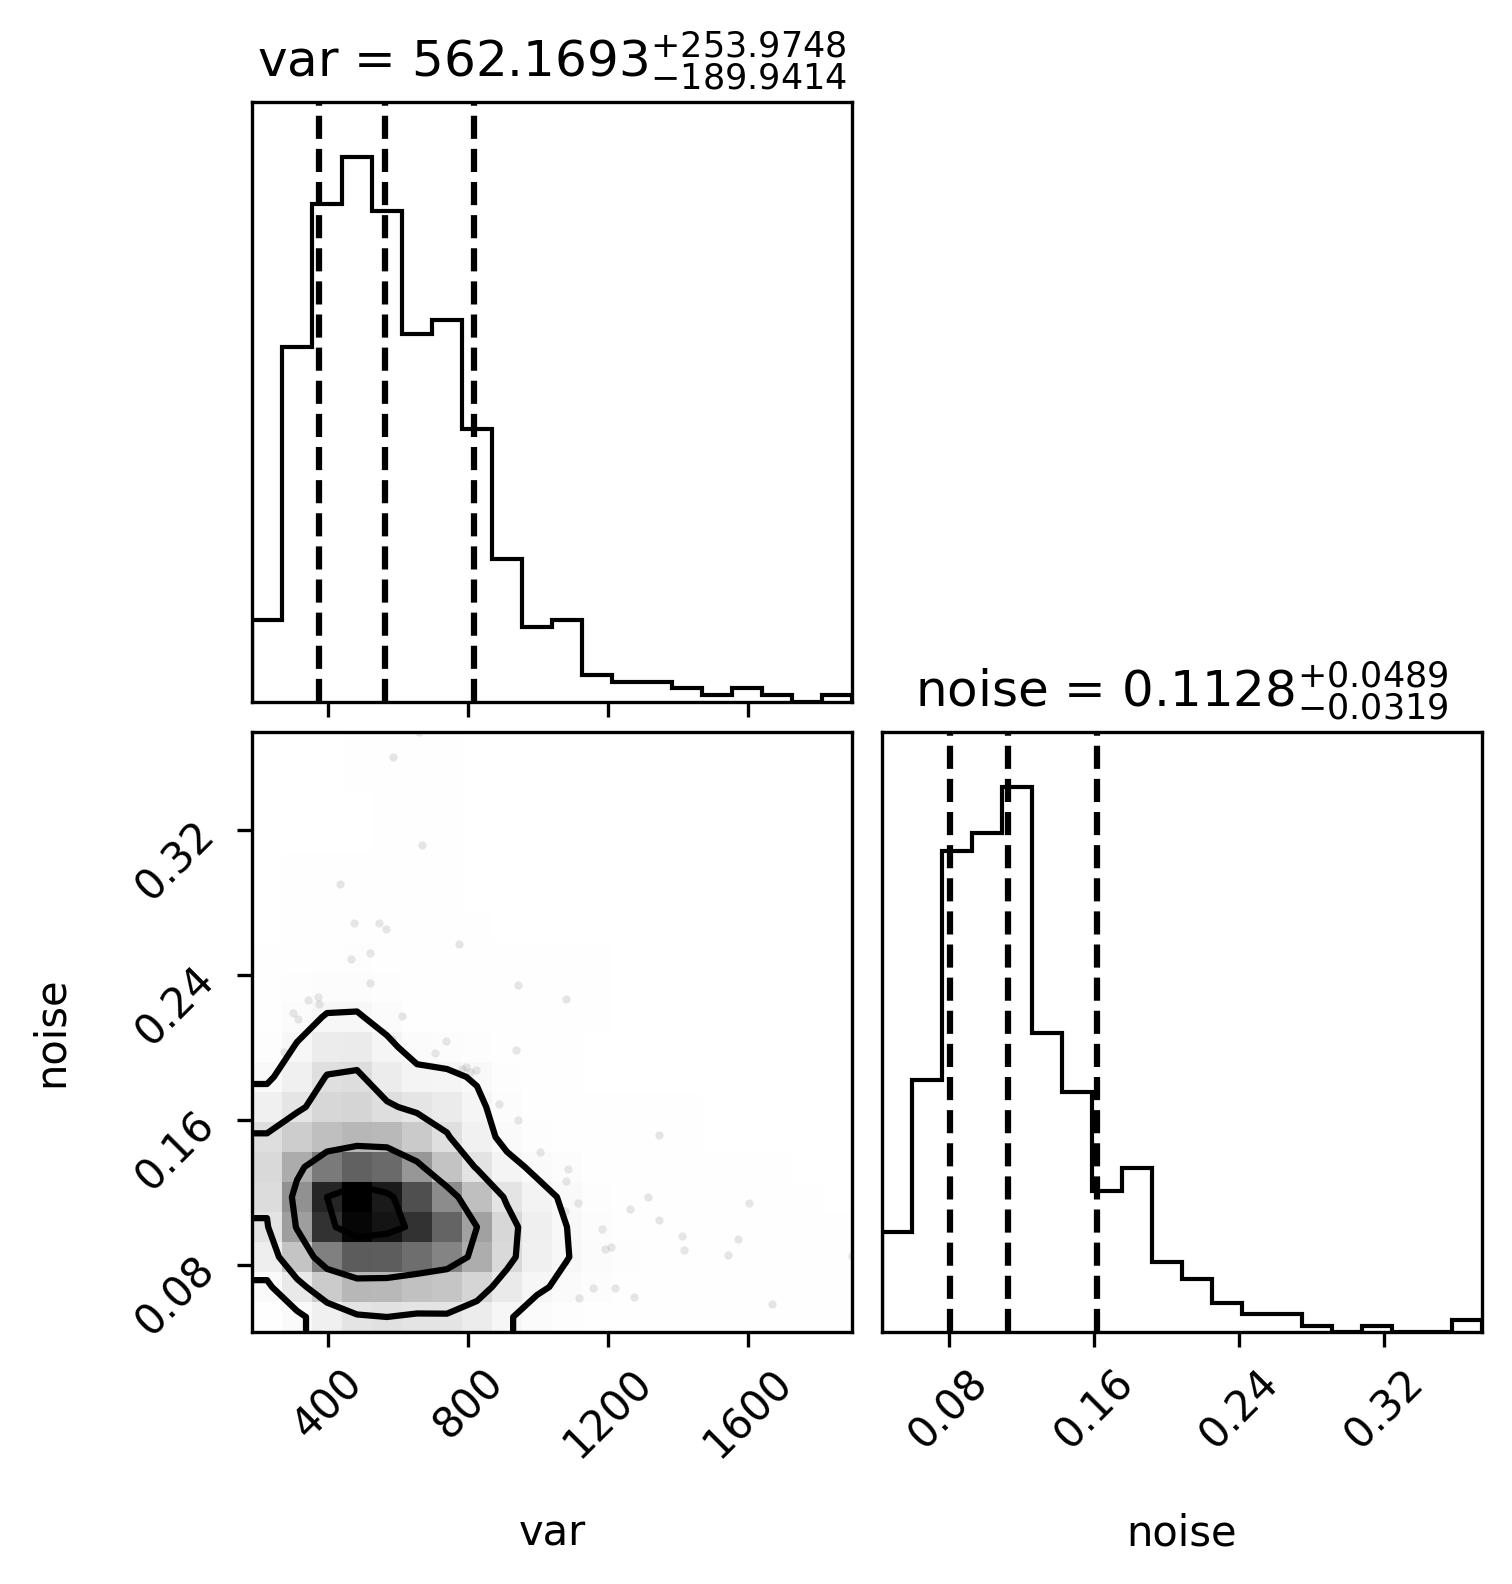 var = 562.1693 +253.9748 −189.9414
noise = 0.1128 +0.0489 −0.0319
noise
0.32
0.24
0.16
0.08
400 800 1200 1600
0.08 0.16 0.24 0.32
var
noise